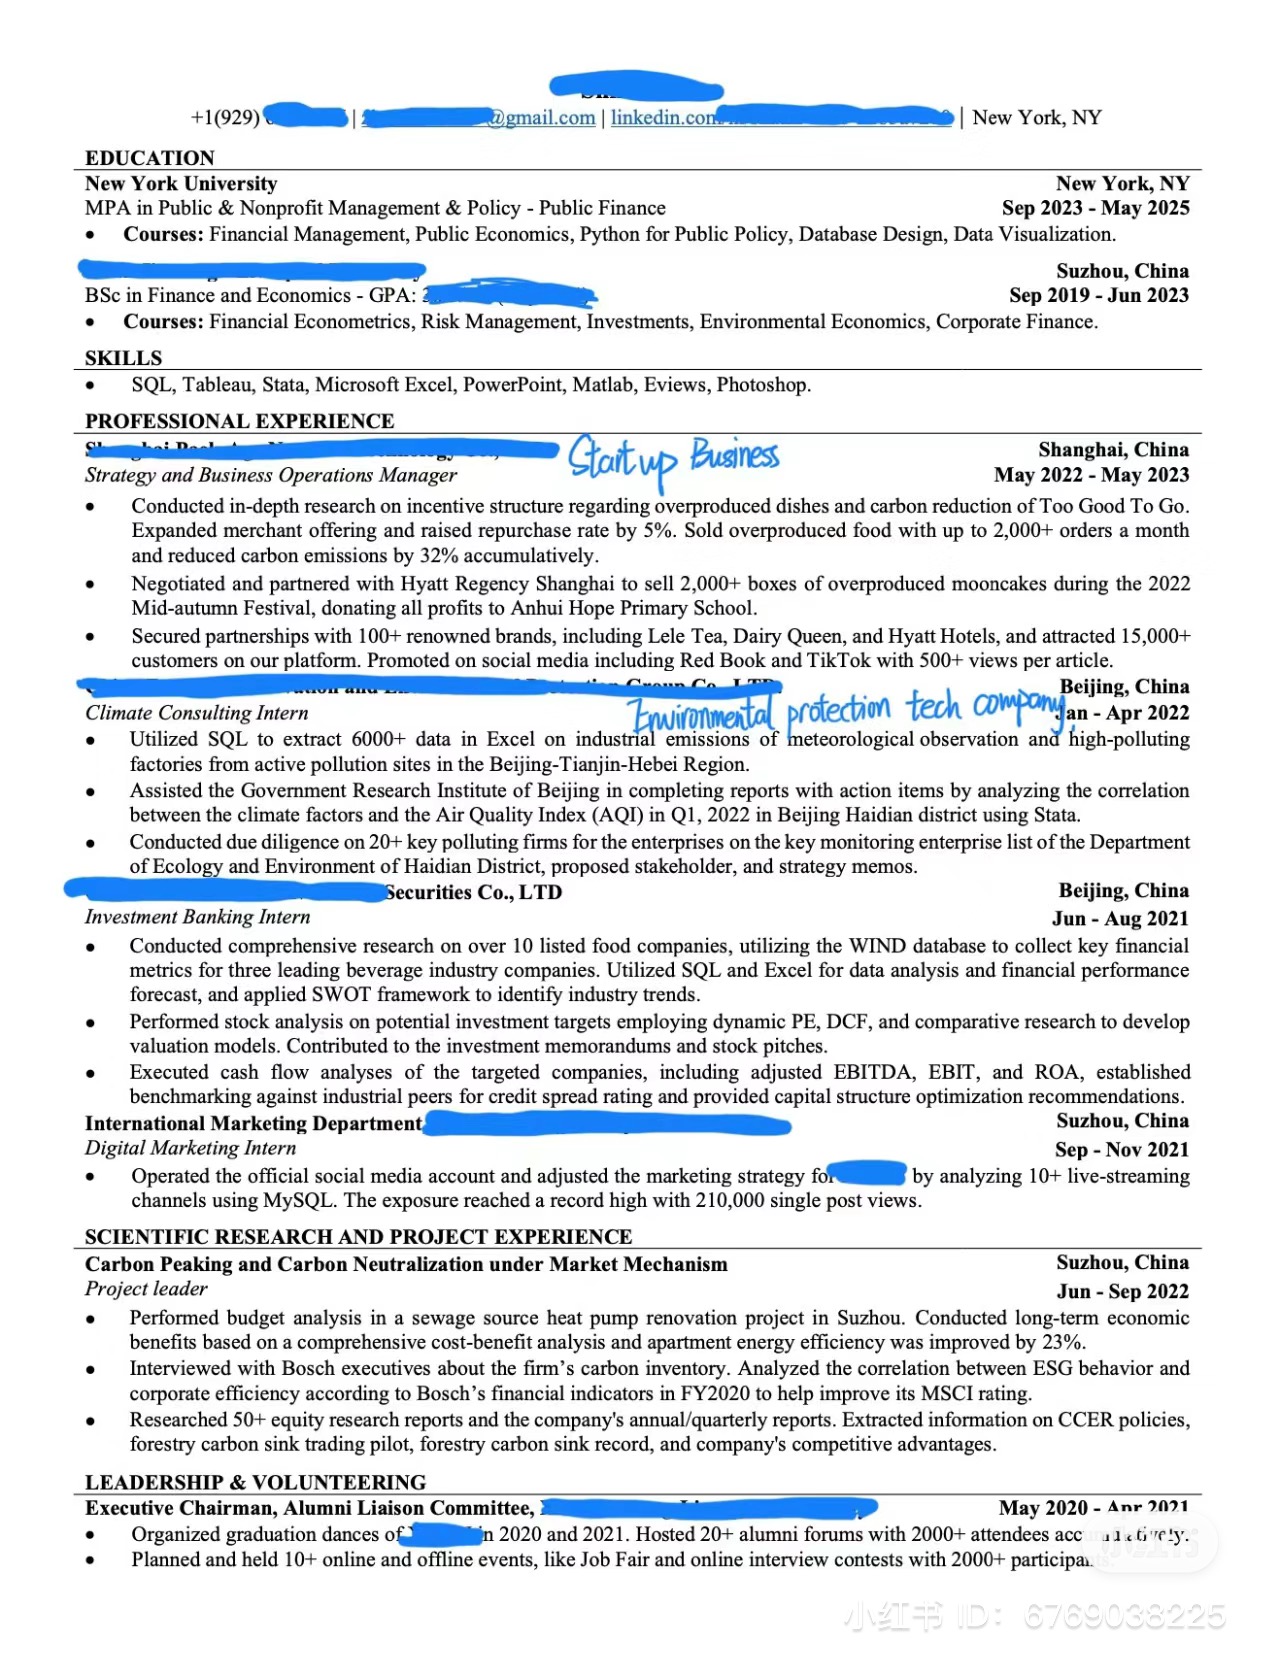 +1(929) | @gmail.com | linkedin.com | New York, NY
EDUCATION
New York University New York, NY
MPA in Public & Nonprofit Management & Policy - Public Finance Sep 2023 - May 2025
• Courses: Financial Management, Public Economics, Python for Public Policy, Database Design, Data Visualization.
Suzhou, China
BSc in Finance and Economics - GPA: Sep 2019 - Jun 2023
• Courses: Financial Econometrics, Risk Management, Investments, Environmental Economics, Corporate Finance.
SKILLS
• SQL, Tableau, Stata, Microsoft Excel, PowerPoint, Matlab, Eviews, Photoshop.
PROFESSIONAL EXPERIENCE
Startup Business Shanghai, China
Strategy and Business Operations Manager May 2022 - May 2023
• Conducted in-depth research on incentive structure regarding overproduced dishes and carbon reduction of Too Good To Go.
Expanded merchant offering and raised repurchase rate by 5%. Sold overproduced food with up to 2,000+ orders a month
and reduced carbon emissions by 32% accumulatively.
• Negotiated and partnered with Hyatt Regency Shanghai to sell 2,000+ boxes of overproduced mooncakes during the 2022
Mid-autumn Festival, donating all profits to Anhui Hope Primary School.
• Secured partnerships with 100+ renowned brands, including Lele Tea, Dairy Queen, and Hyatt Hotels, and attracted 15,000+
customers on our platform. Promoted on social media including Red Book and TikTok with 500+ views per article.
Beijing, China
Climate Consulting Intern Environmental protection tech company, Jan - Apr 2022
• Utilized SQL to extract 6000+ data in Excel on industrial emissions of meteorological observation and high-polluting
factories from active pollution sites in the Beijing-Tianjin-Hebei Region.
• Assisted the Government Research Institute of Beijing in completing reports with action items by analyzing the correlation
between the climate factors and the Air Quality Index (AQI) in Q1, 2022 in Beijing Haidian district using Stata.
• Conducted due diligence on 20+ key polluting firms for the enterprises on the key monitoring enterprise list of the Department
of Ecology and Environment of Haidian District, proposed stakeholder, and strategy memos.
Securities Co., LTD Beijing, China
Investment Banking Intern Jun - Aug 2021
• Conducted comprehensive research on over 10 listed food companies, utilizing the WIND database to collect key financial
metrics for three leading beverage industry companies. Utilized SQL and Excel for data analysis and financial performance
forecast, and applied SWOT framework to identify industry trends.
• Performed stock analysis on potential investment targets employing dynamic PE, DCF, and comparative research to develop
valuation models. Contributed to the investment memorandums and stock pitches.
• Executed cash flow analyses of the targeted companies, including adjusted EBITDA, EBIT, and ROA, established
benchmarking against industrial peers for credit spread rating and provided capital structure optimization recommendations.
International Marketing Department, Suzhou, China
Digital Marketing Intern Sep - Nov 2021
• Operated the official social media account and adjusted the marketing strategy for by analyzing 10+ live-streaming
channels using MySQL. The exposure reached a record high with 210,000 single post views.
SCIENTIFIC RESEARCH AND PROJECT EXPERIENCE
Carbon Peaking and Carbon Neutralization under Market Mechanism Suzhou, China
Project leader Jun - Sep 2022
• Performed budget analysis in a sewage source heat pump renovation project in Suzhou. Conducted long-term economic
benefits based on a comprehensive cost-benefit analysis and apartment energy efficiency was improved by 23%.
• Interviewed with Bosch executives about the firm’s carbon inventory. Analyzed the correlation between ESG behavior and
corporate efficiency according to Bosch’s financial indicators in FY2020 to help improve its MSCI rating.
• Researched 50+ equity research reports and the company's annual/quarterly reports. Extracted information on CCER policies,
forestry carbon sink trading pilot, forestry carbon sink record, and company's competitive advantages.
LEADERSHIP & VOLUNTEERING
Executive Chairman, Alumni Liaison Committee, May 2020 - Apr 2021
• Organized graduation dances of in 2020 and 2021. Hosted 20+ alumni forums with 2000+ attendees accumulatively.
• Planned and held 10+ online and offline events, like Job Fair and online interview contests with 2000+ participants.
小红书 ID: 6769038225